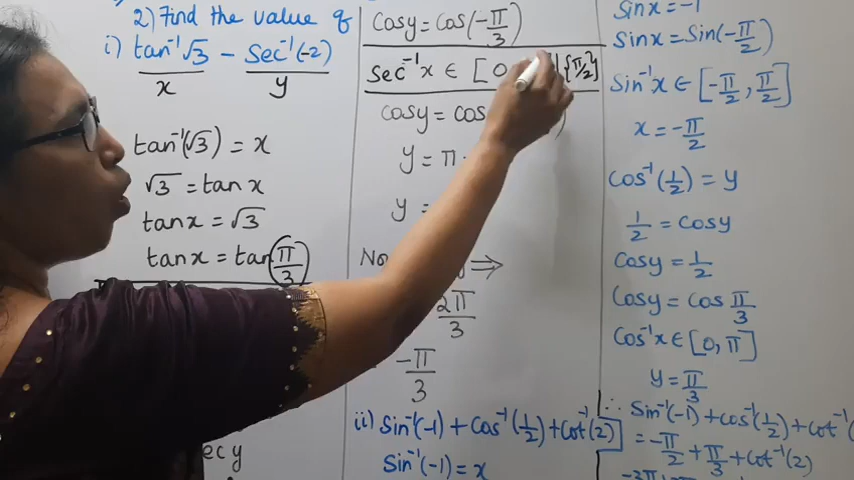 2) Find the value of
i) tan⁻¹√3 - sec⁻¹(-2)
x y
tan⁻¹(√3) = x
√3 = tan x
tan x = √3
tan x = tan π/3
ec y
cosy = cos(-π/3)
sec⁻¹x ∈ [0, ]\{π/2}
cosy = cos
y = π
y =
2π/3
-π/3
ii) sin⁻¹(-1) + cos⁻¹(1/2) + cot⁻¹(2)
sin⁻¹(-1) = x
sin x = -1
sin x = sin(-π/2)
sin⁻¹x ∈ [-π/2, π/2]
x = -π/2
cos⁻¹(1/2) = y
1/2 = cosy
cosy = 1/2
cosy = cos π/3
cos⁻¹x ∈ [0, π]
y = π/3
∴ sin⁻¹(-1) + cos⁻¹(1/2) + cot⁻¹(
= -π/2 + π/3 + cot⁻¹(2)